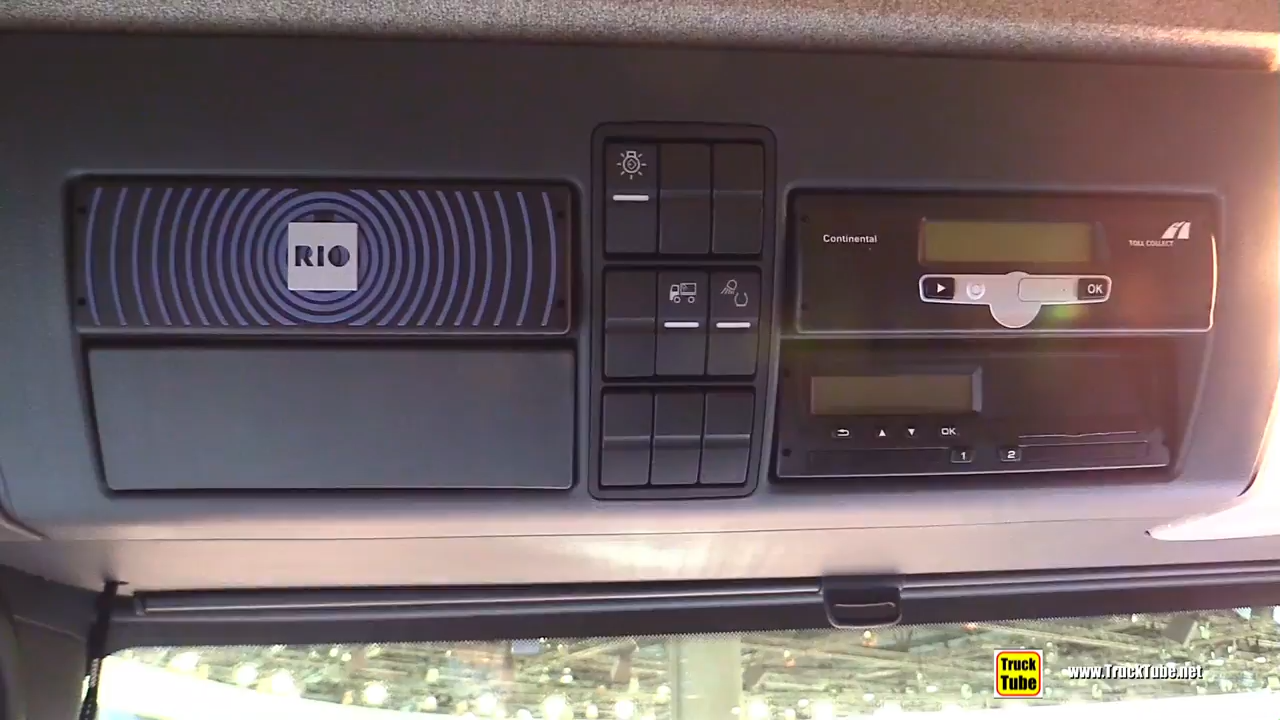 RIO
Continental
TOLL COLLECT
OK
OK
1 2
Truck
Tube
www.TruckTube.net